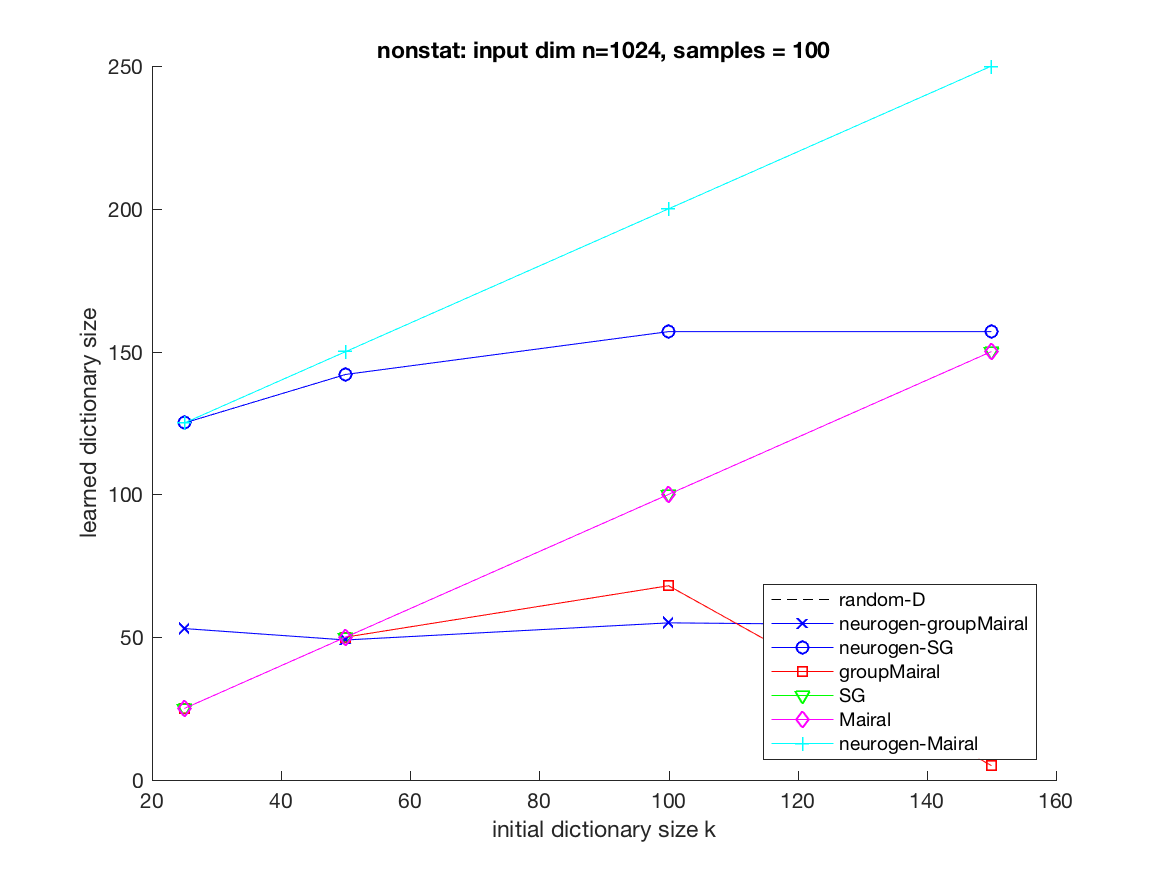 nonstat: input dim n=1024, samples = 100
250
200
150
100
50
0
learned dictionary size
20
40
60
80
100
120
140
160
initial dictionary size k
random-D
neurogen-groupMairal
neurogen-SG
groupMairal
SG
Mairal
neurogen-Mairal